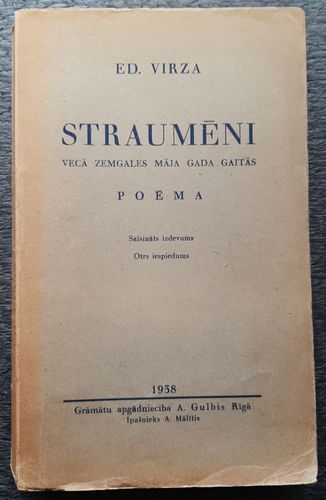 ED. VIRZA
STRAUMĒNI
VECĀ ZEMGALES MĀJA GADA GAITĀS
POĒMA
Saīsināts izdevums
Otrs iespiedums
1938
Grāmatu apgādniecība A. Gulbis Rīgā
Īpašnieks A. Mālītis